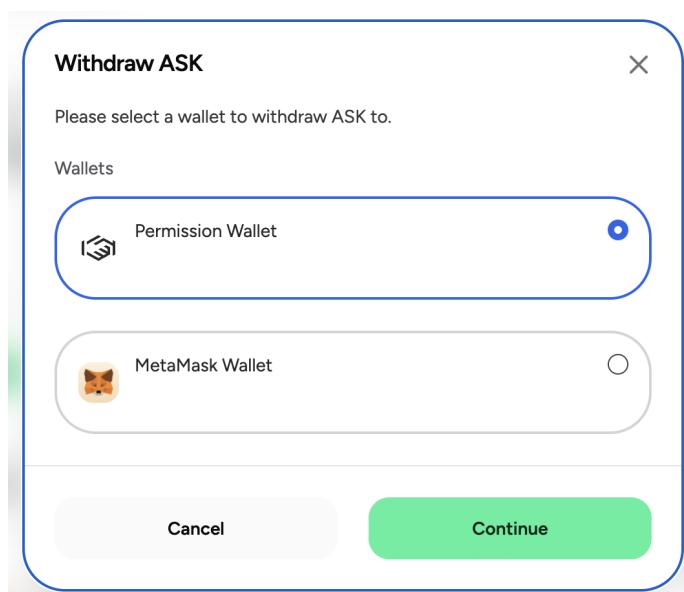 Withdraw ASK
Please select a wallet to withdraw ASK to.
Wallets
Permission Wallet
MetaMask Wallet
Cancel
Continue